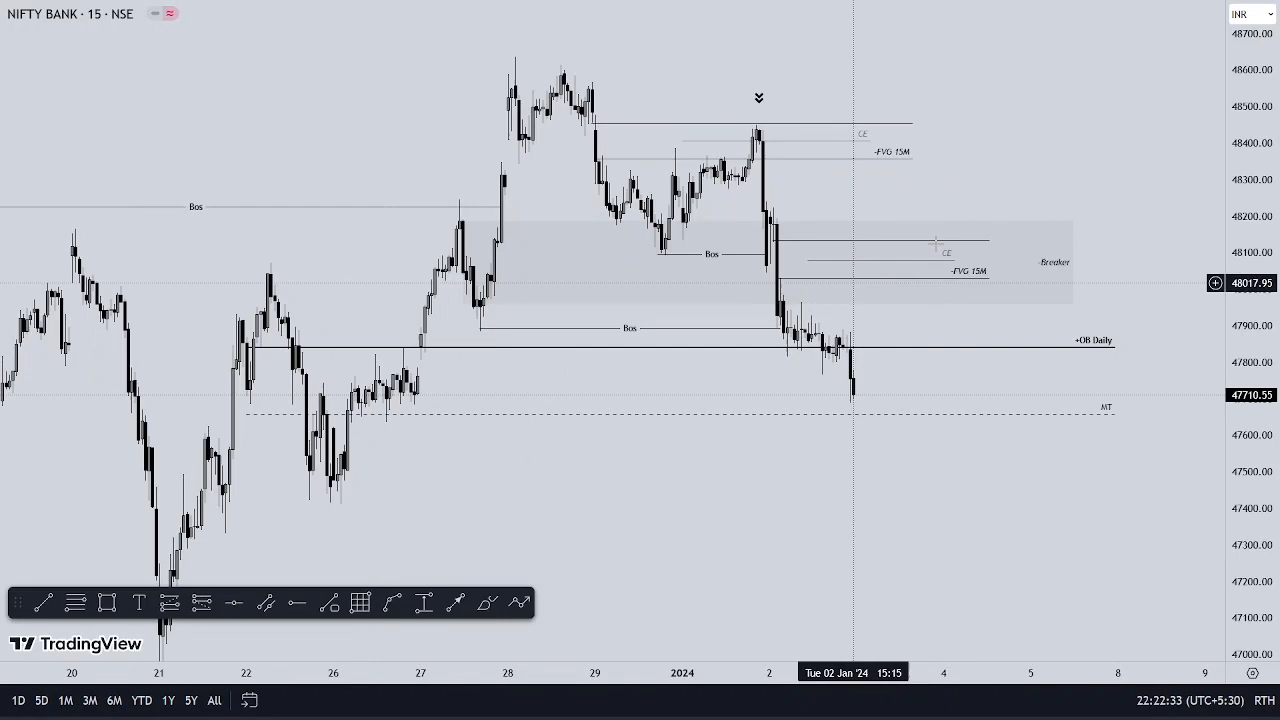 NIFTY BANK · 15 · NSE
INR
48700.00
48600.00
48500.00
48400.00
48300.00
48200.00
48100.00
48017.95
47900.00
47800.00
47710.55
47600.00
47500.00
47400.00
47300.00
47200.00
47100.00
47000.00
CE
-FVG 15M
Bos
Bos
CE
-Breaker
-FVG 15M
Bos
+OB Daily
MT
TradingView
20
21
22
26
27
28
29
2024
2
Tue 02 Jan '24 15:15
4
5
8
9
1D 5D 1M 3M 6M YTD 1Y 5Y All
22:22:33 (UTC+5:30) RTH